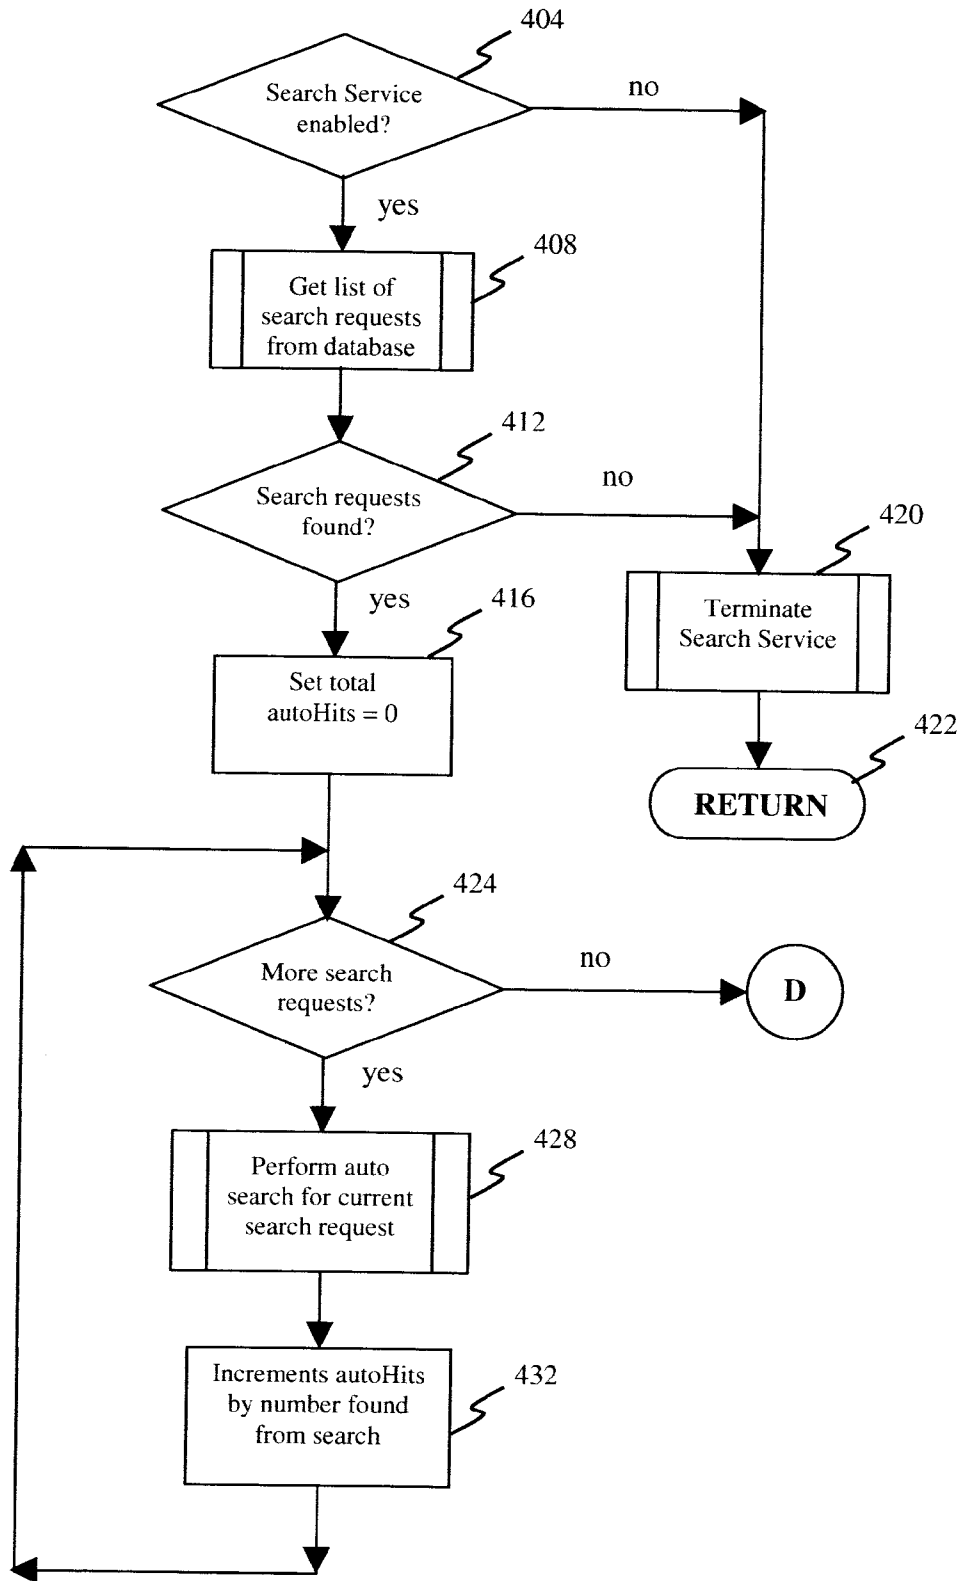 404
Search Service
enabled?
no
yes
408
Get list of
search requests
from database
412
Search requests
found?
no
yes
416
Set total
autoHits = 0
420
Terminate
Search Service
422
RETURN
424
More search
requests?
no
D
yes
428
Perform auto
search for current
search request
432
Increments autoHits
by number found
from search